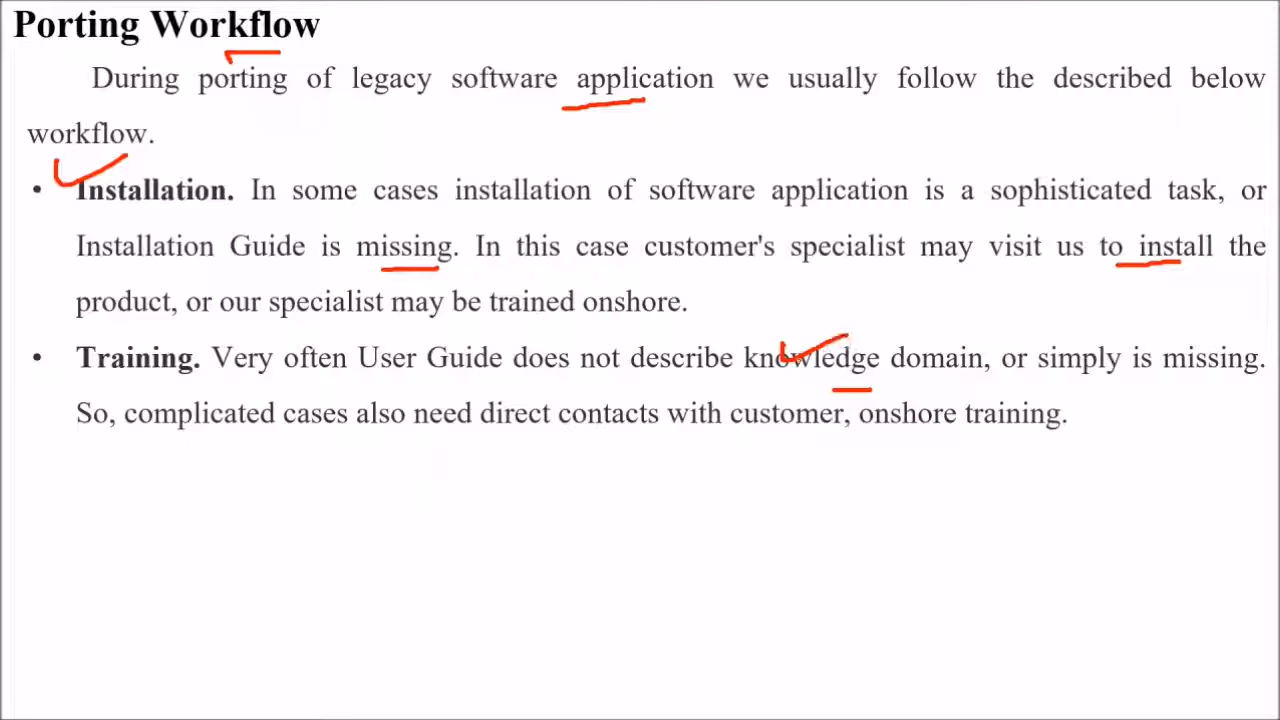 Porting Workflow
During porting of legacy software application we usually follow the described below
workflow.
• Installation. In some cases installation of software application is a sophisticated task, or
Installation Guide is missing. In this case customer's specialist may visit us to install the
product, or our specialist may be trained onshore.
• Training. Very often User Guide does not describe knowledge domain, or simply is missing.
So, complicated cases also need direct contacts with customer, onshore training.